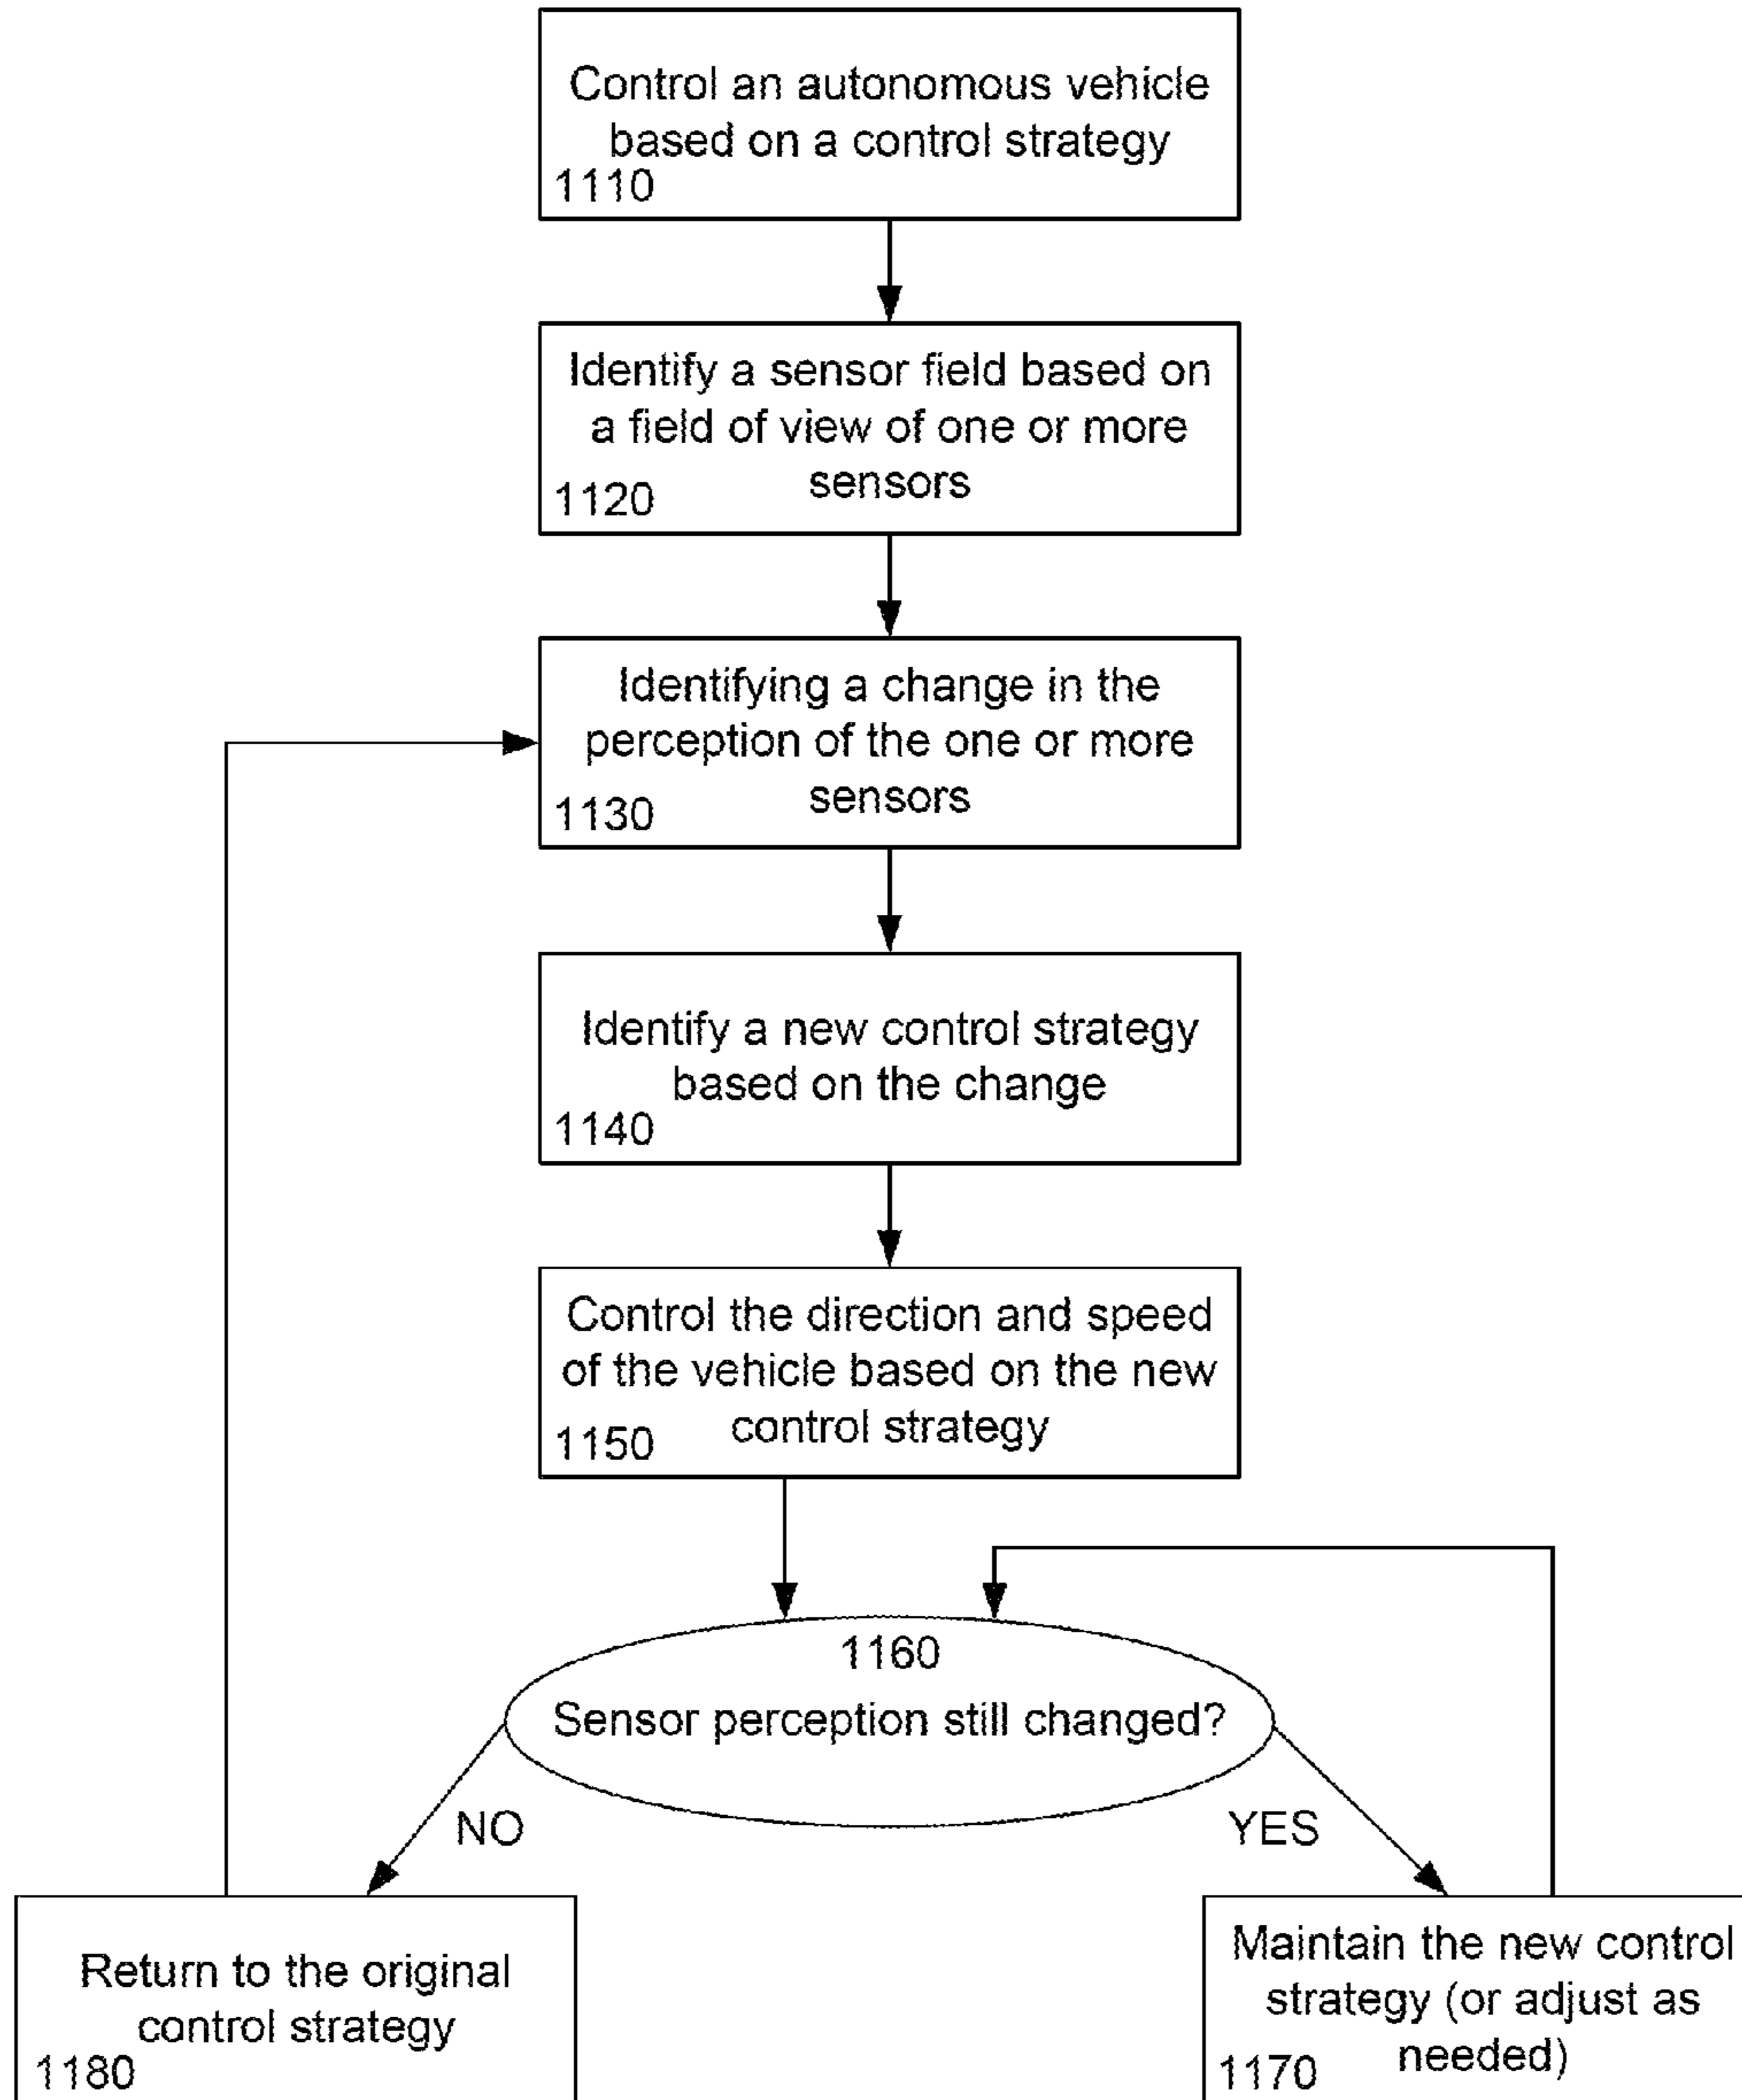 Control an autonomous vehicle
based on a control strategy
1110
Identify a sensor field based on
a field of view of one or more
sensors
1120
Identifying a change in the
perception of the one or more
sensors
1130
Identify a new control strategy
based on the change
1140
Control the direction and speed
of the vehicle based on the new
control strategy
1150
1160
Sensor perception still changed?
NO
YES
Return to the original
control strategy
1180
Maintain the new control
strategy (or adjust as
needed)
1170